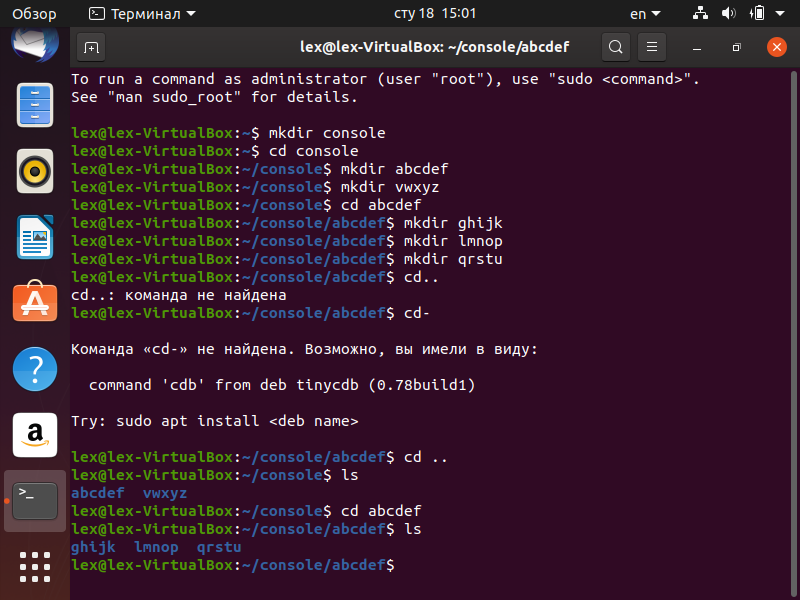 Обзор
Терминал
сту 18 15:01
en
lex@lex-VirtualBox: ~/console/abcdef
To run a command as administrator (user "root"), use "sudo <command>".
See "man sudo_root" for details.
lex@lex-VirtualBox:~$ mkdir console
lex@lex-VirtualBox:~$ cd console
lex@lex-VirtualBox:~/console$ mkdir abcdef
lex@lex-VirtualBox:~/console$ mkdir vwxyz
lex@lex-VirtualBox:~/console$ cd abcdef
lex@lex-VirtualBox:~/console/abcdef$ mkdir ghijk
lex@lex-VirtualBox:~/console/abcdef$ mkdir lmnop
lex@lex-VirtualBox:~/console/abcdef$ mkdir qrstu
lex@lex-VirtualBox:~/console/abcdef$ cd..
cd..: команда не найдена
lex@lex-VirtualBox:~/console/abcdef$ cd-
Команда «cd-» не найдена. Возможно, вы имели в виду:
  command 'cdb' from deb tinycdb (0.78build1)
Try: sudo apt install <deb name>
lex@lex-VirtualBox:~/console/abcdef$ cd ..
lex@lex-VirtualBox:~/console$ ls
abcdef  vwxyz
lex@lex-VirtualBox:~/console$ cd abcdef
lex@lex-VirtualBox:~/console/abcdef$ ls
ghijk  lmnop  qrstu
lex@lex-VirtualBox:~/console/abcdef$